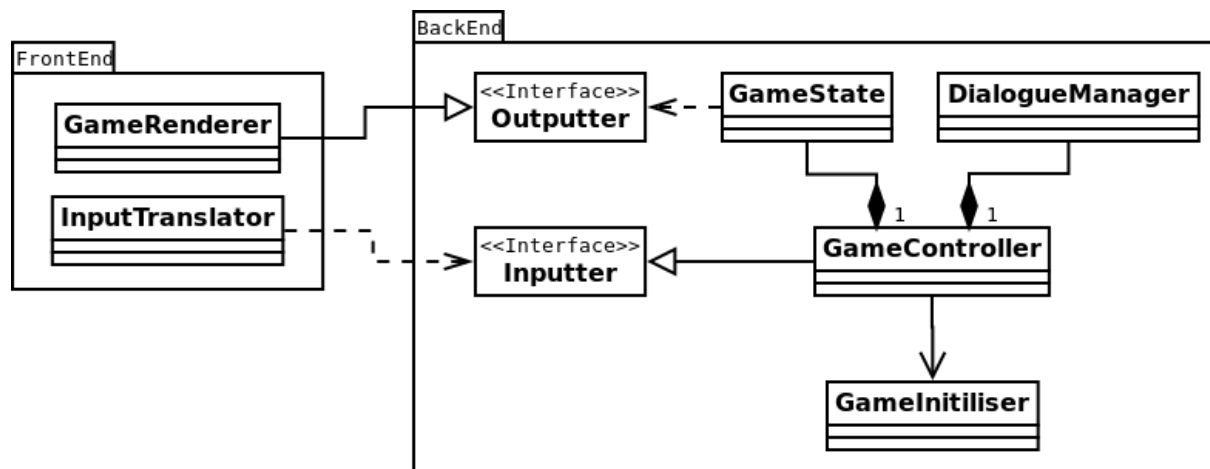 FrontEnd
GameRenderer
InputTranslator
BackEnd
<<Interface>>
Outputter
GameState
DialogueManager
1
1
<<Interface>>
Inputter
GameController
GameInitiliser